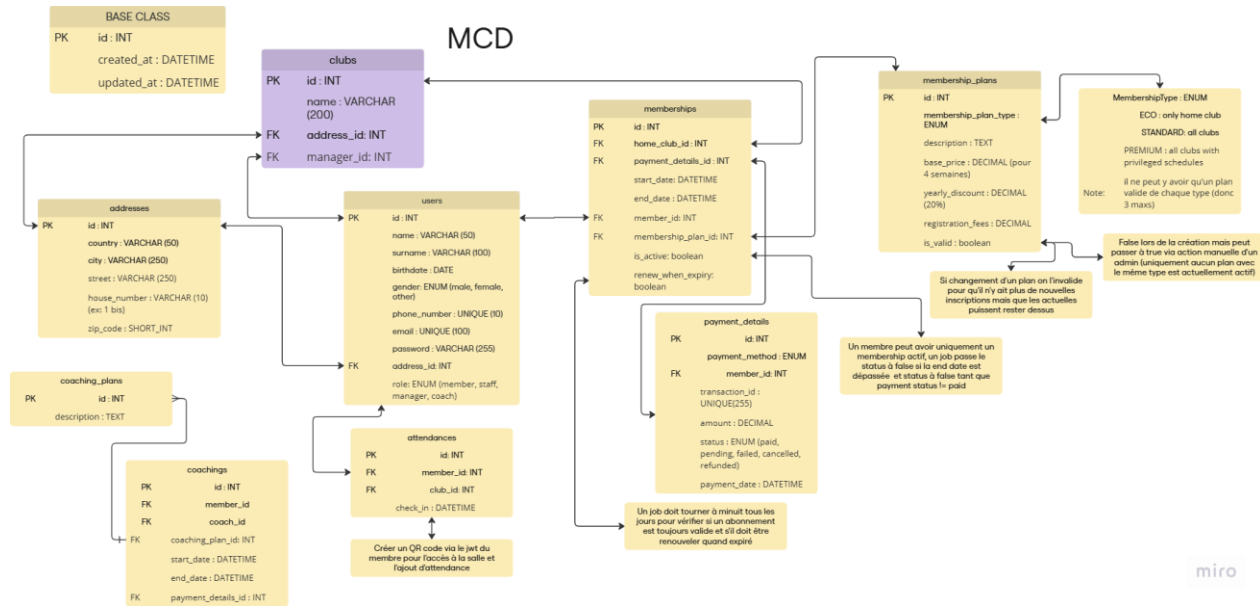 BASE CLASS
PK id : INT
created_at : DATETIME
updated_at : DATETIME
MCD
clubs
PK id : INT
name : VARCHAR
(200)
FK address_id: INT
FK manager_id: INT
addresses
PK id : INT
country : VARCHAR (50)
city : VARCHAR (250)
street : VARCHAR (250)
house_number : VARCHAR (10)
(ex: 1 bis)
zip_code : SHORT_INT
users
PK id : INT
name : VARCHAR (50)
surname : VARCHAR (100)
birthdate : DATE
gender: ENUM (male, female,
other)
phone_number : UNIQUE (10)
email : UNIQUE (100)
password : VARCHAR (255)
FK address_id: INT
role: ENUM (member, staff,
manager, coach)
memberships
PK id : INT
FK home_club_id : INT
FK payment_details_id : INT
start_date: DATETIME
end_date : DATETIME
FK member_id: INT
FK membership_plan_id: INT
is_active: boolean
renew_when_expiry:
boolean
membership_plans
PK id : INT
membership_plan_type :
ENUM
description : TEXT
base_price : DECIMAL (pour
4 semaines)
yearly_discount : DECIMAL
(20%)
registration_fees : DECIMAL
is_valid : boolean
MembershipType : ENUM
ECO : only home club
STANDARD: all clubs
PREMIUM : all clubs with
privileged schedules
Note: il ne peut y avoir qu'un plan
valide de chaque type (donc
3 maxs)
False lors de la création mais peut
passer à true via action manuelle d'un
admin (uniquement aucun plan avec
le même type est actuellement actif)
Si changement d'un plan on l'invalide
pour qu'il n'y ait plus de nouvelles
inscriptions mais que les actuelles
puissent rester dessus
payment_details
PK id: INT
payment_method : ENUM
FK member_id: INT
transaction_id :
UNIQUE(255)
amount : DECIMAL
status : ENUM (paid,
pending, failed, cancelled,
refunded)
payment_date : DATETIME
Un membre peut avoir uniquement un
membership actif, un job passe le
status à false si la end date est
dépassée et status à false tant que
payment status != paid
coaching_plans
PK id : INT
description : TEXT
attendances
PK id: INT
FK member_id: INT
FK club_id: INT
check_in : DATETIME
coachings
PK id : INT
FK member_id
FK coach_id
FK coaching_plan_id: INT
start_date : DATETIME
end_date : DATETIME
FK payment_details_id : INT
Créer un QR code via le jwt du
membre pour l'accès à la salle et
l'ajout d'attendance
Un job doit tourner à minuit tous les
jours pour vérifier si un abonnement
est toujours valide et s'il doit être
renouveler quand expiré
miro